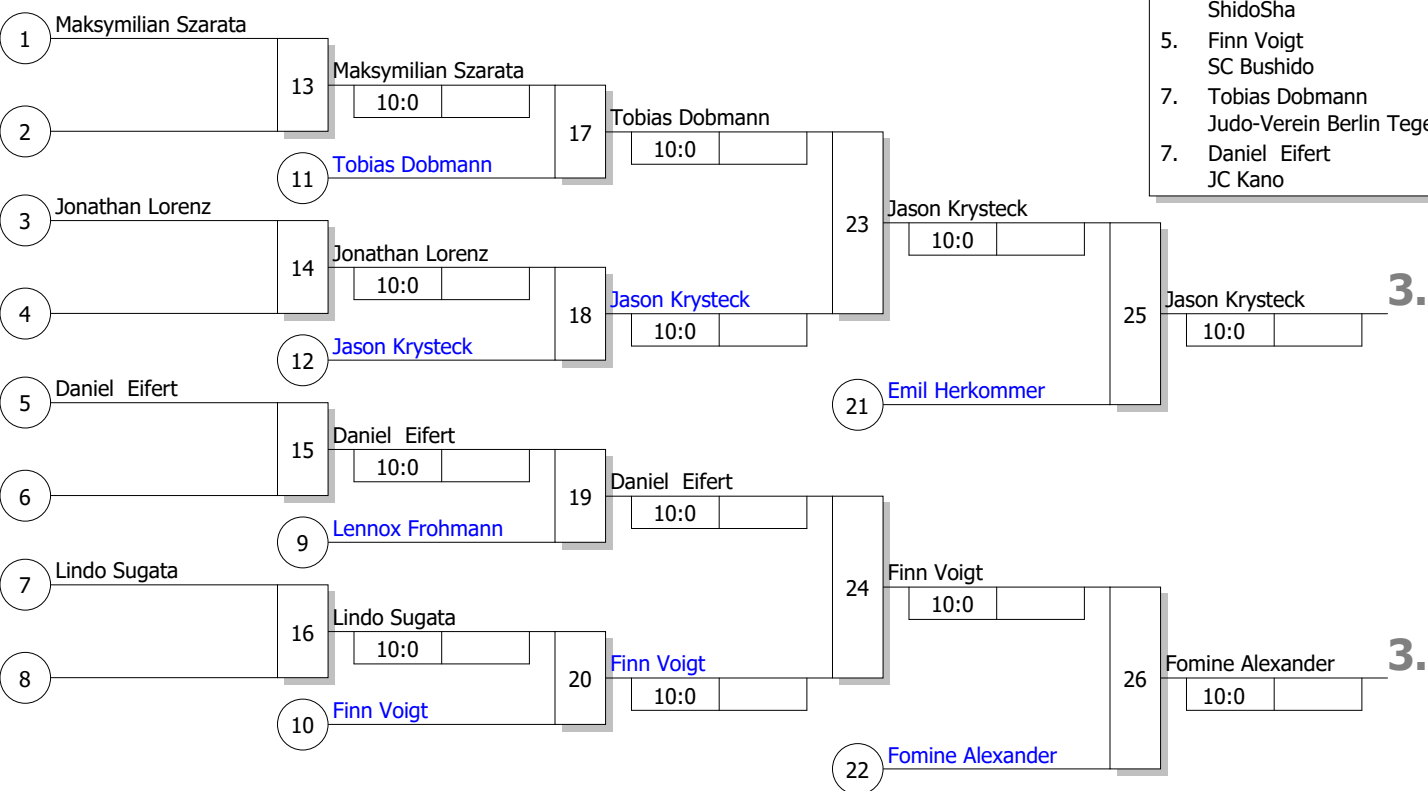 ShidoSha
5. Finn Voigt
SC Bushido
7. Tobias Dobmann
Judo-Verein Berlin Tege
7. Daniel Eifert
JC Kano
1 Maksymilian Szarata
13 Maksymilian Szarata
10:0
2
17 Tobias Dobmann
10:0
11 Tobias Dobmann
3 Jonathan Lorenz
23 Jason Krysteck
10:0
14 Jonathan Lorenz
10:0
4
18 Jason Krysteck
10:0
25 Jason Krysteck 3.
10:0
12 Jason Krysteck
5 Daniel Eifert
21 Emil Herkommer
15 Daniel Eifert
10:0
6
19 Daniel Eifert
10:0
9 Lennox Frohmann
7 Lindo Sugata
24 Finn Voigt
10:0
16 Lindo Sugata
10:0
8
20 Finn Voigt
10:0
26 Fomine Alexander 3.
10:0
10 Finn Voigt
22 Fomine Alexander